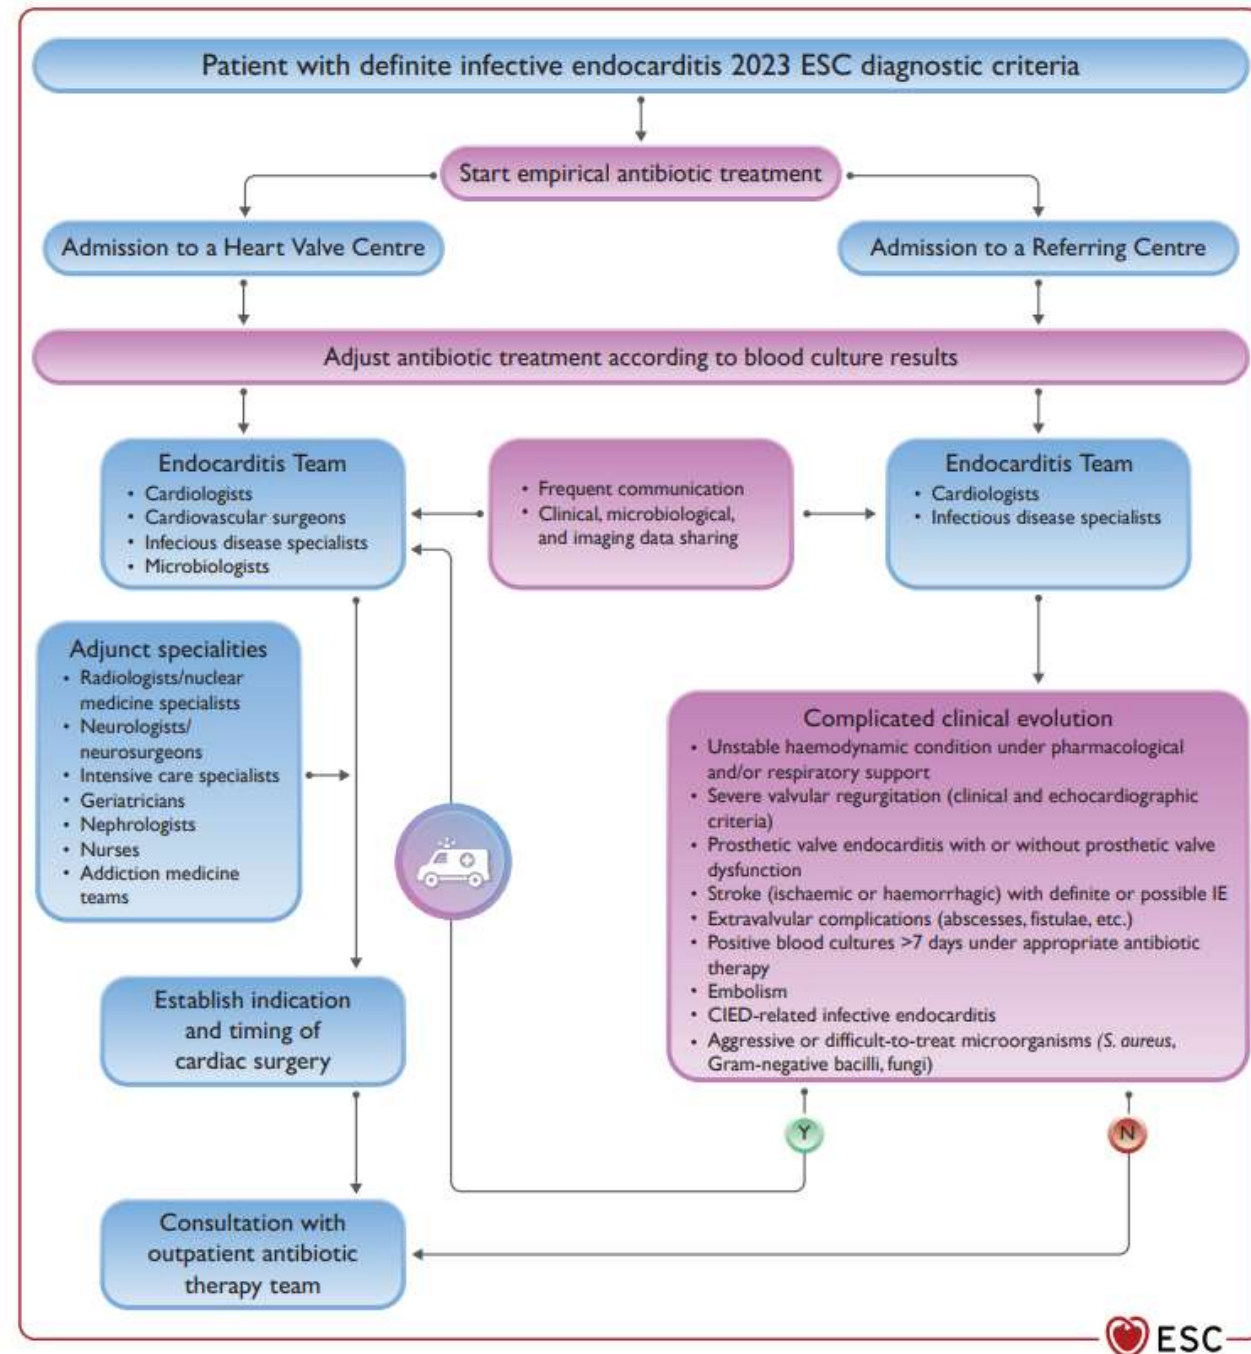 Patient with definite infective endocarditis 2023 ESC diagnostic criteria
Start empirical antibiotic treatment
Admission to a Heart Valve Centre
Admission to a Referring Centre
Adjust antibiotic treatment according to blood culture results
Endocarditis Team
• Cardiologists
• Cardiovascular surgeons
• Infecious disease specialists
• Microbiologists
• Frequent communication
• Clinical, microbiological,
and imaging data sharing
Endocarditis Team
• Cardiologists
• Infectious disease specialists
Adjunct specialities
• Radiologists/nuclear
medicine specialists
• Neurologists/
neurosurgeons
• Intensive care specialists
• Geriatricians
• Nephrologists
• Nurses
• Addiction medicine
teams
Complicated clinical evolution
• Unstable haemodynamic condition under pharmacological
and/or respiratory support
• Severe valvular regurgitation (clinical and echocardiographic
criteria)
• Prosthetic valve endocarditis with or without prosthetic valve
dysfunction
• Stroke (ischaemic or haemorrhagic) with definite or possible IE
• Extravalvular complications (abscesses, fistulae, etc.)
• Positive blood cultures >7 days under appropriate antibiotic
therapy
• Embolism
• CIED-related infective endocarditis
• Aggressive or difficult-to-treat microorganisms (S. aureus,
Gram-negative bacilli, fungi)
Establish indication
and timing of
cardiac surgery
Y
N
Consultation with
outpatient antibiotic
therapy team
ESC